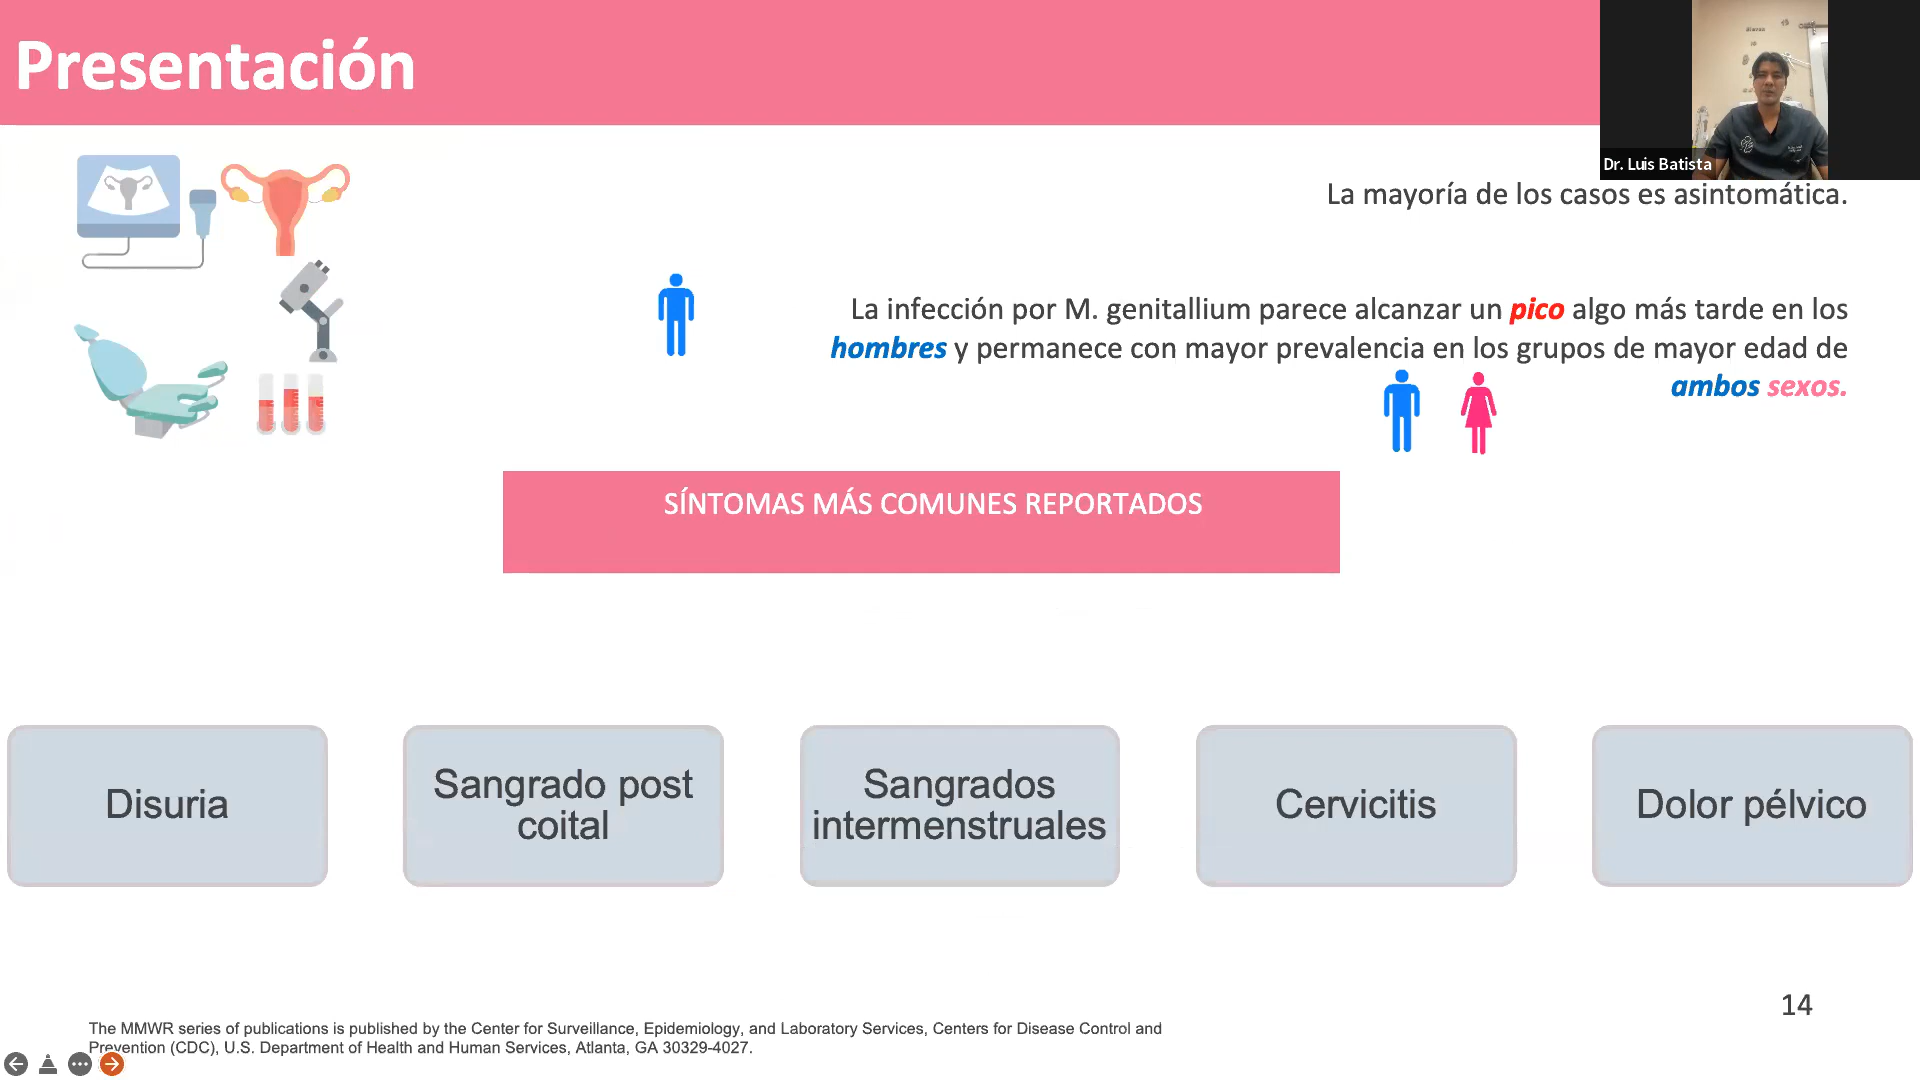 Presentación
Dr. Luis Batista
La mayoría de los casos es asintomática.
La infección por M. genitallium parece alcanzar un pico algo más tarde en los
hombres y permanece con mayor prevalencia en los grupos de mayor edad de
ambos sexos.
SÍNTOMAS MÁS COMUNES REPORTADOS
Disuria
Sangrado post
coital
Sangrados
intermenstruales
Cervicitis
Dolor pélvico
14
The MMWR series of publications is published by the Center for Surveillance, Epidemiology, and Laboratory Services, Centers for Disease Control and
Prevention (CDC), U.S. Department of Health and Human Services, Atlanta, GA 30329-4027.